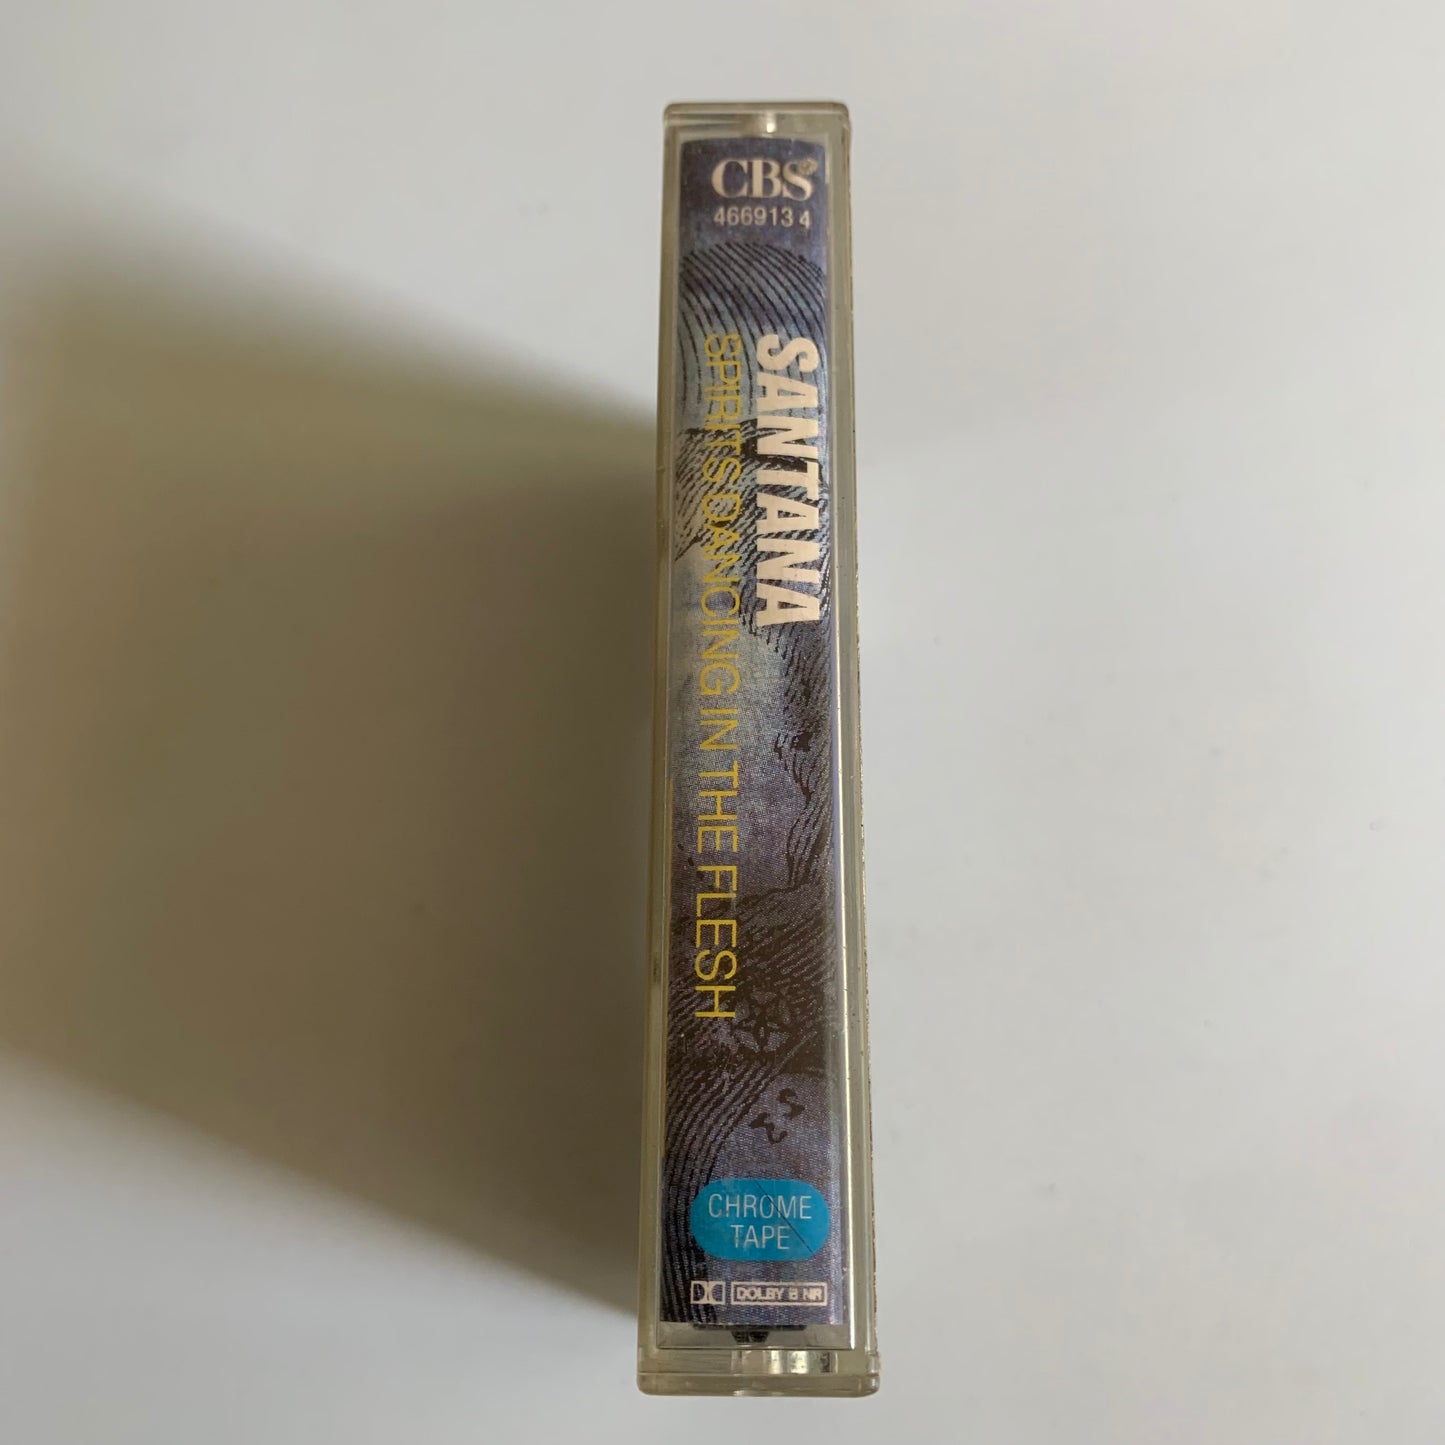 CBS
466913 4
SANTANA
SPIRITS DANCING IN THE FLESH
CHROME
TAPE
DOLBY B NR